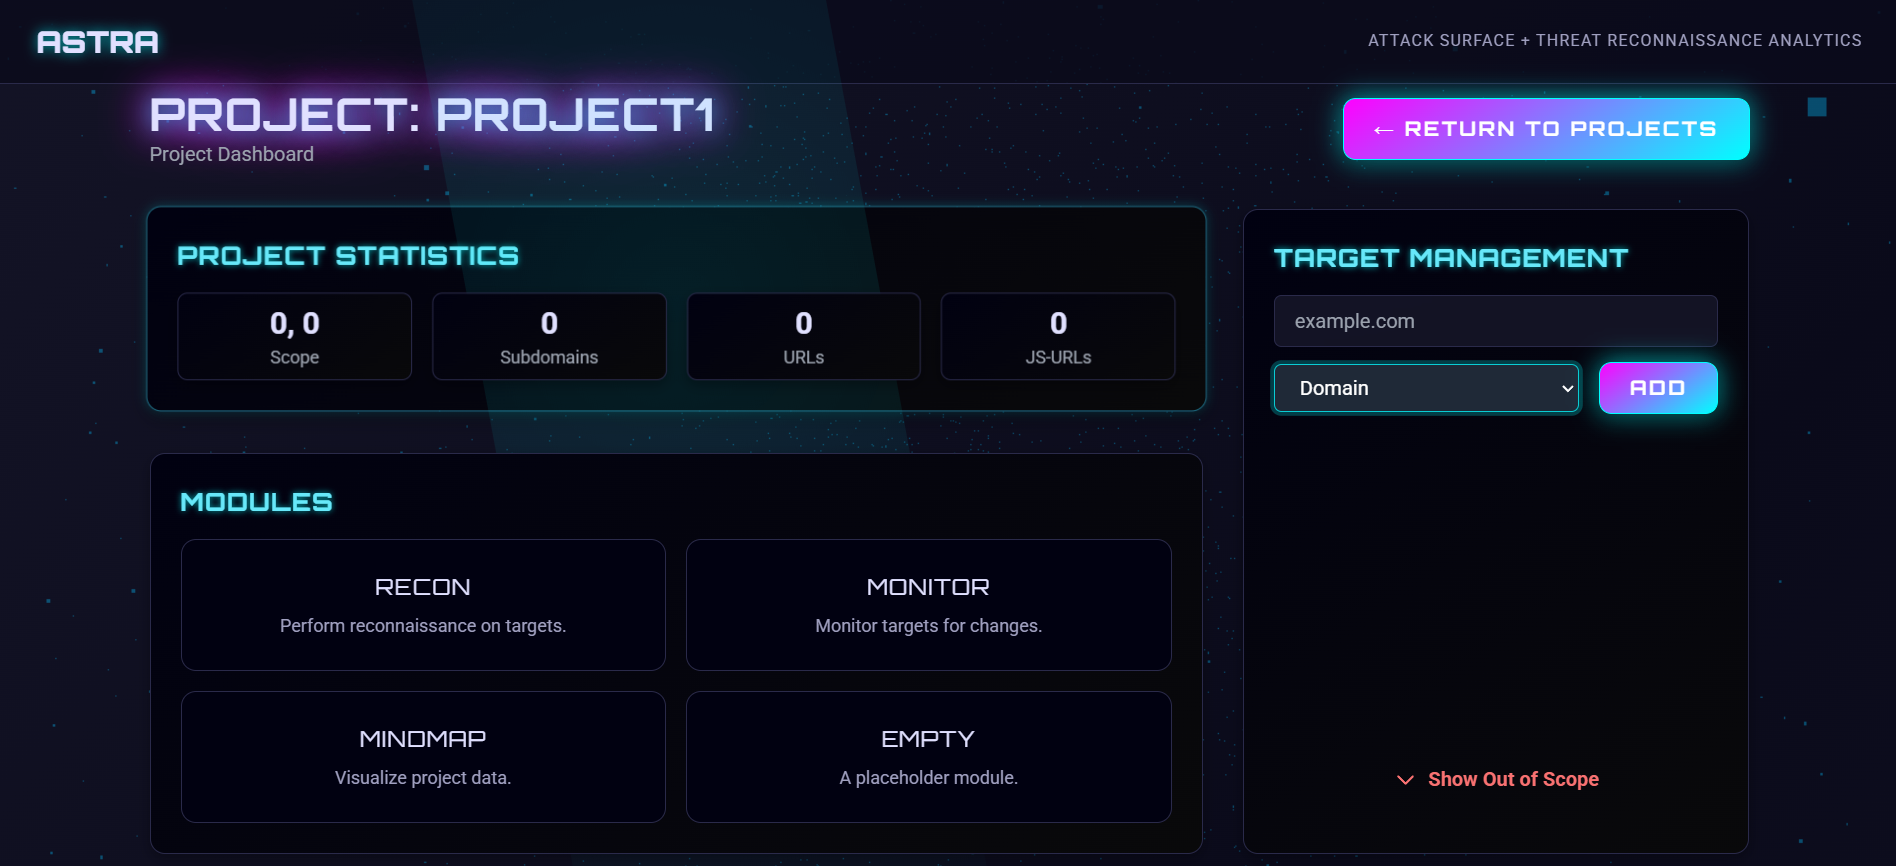 ASTRA
ATTACK SURFACE + THREAT RECONNAISSANCE ANALYTICS
PROJECT: PROJECT1
Project Dashboard
← RETURN TO PROJECTS
PROJECT STATISTICS
0, 0
Scope
0
Subdomains
0
URLs
0
JS-URLs
TARGET MANAGEMENT
example.com
Domain
ADD
MODULES
RECON
Perform reconnaissance on targets.
MONITOR
Monitor targets for changes.
MINDMAP
Visualize project data.
EMPTY
A placeholder module.
Show Out of Scope